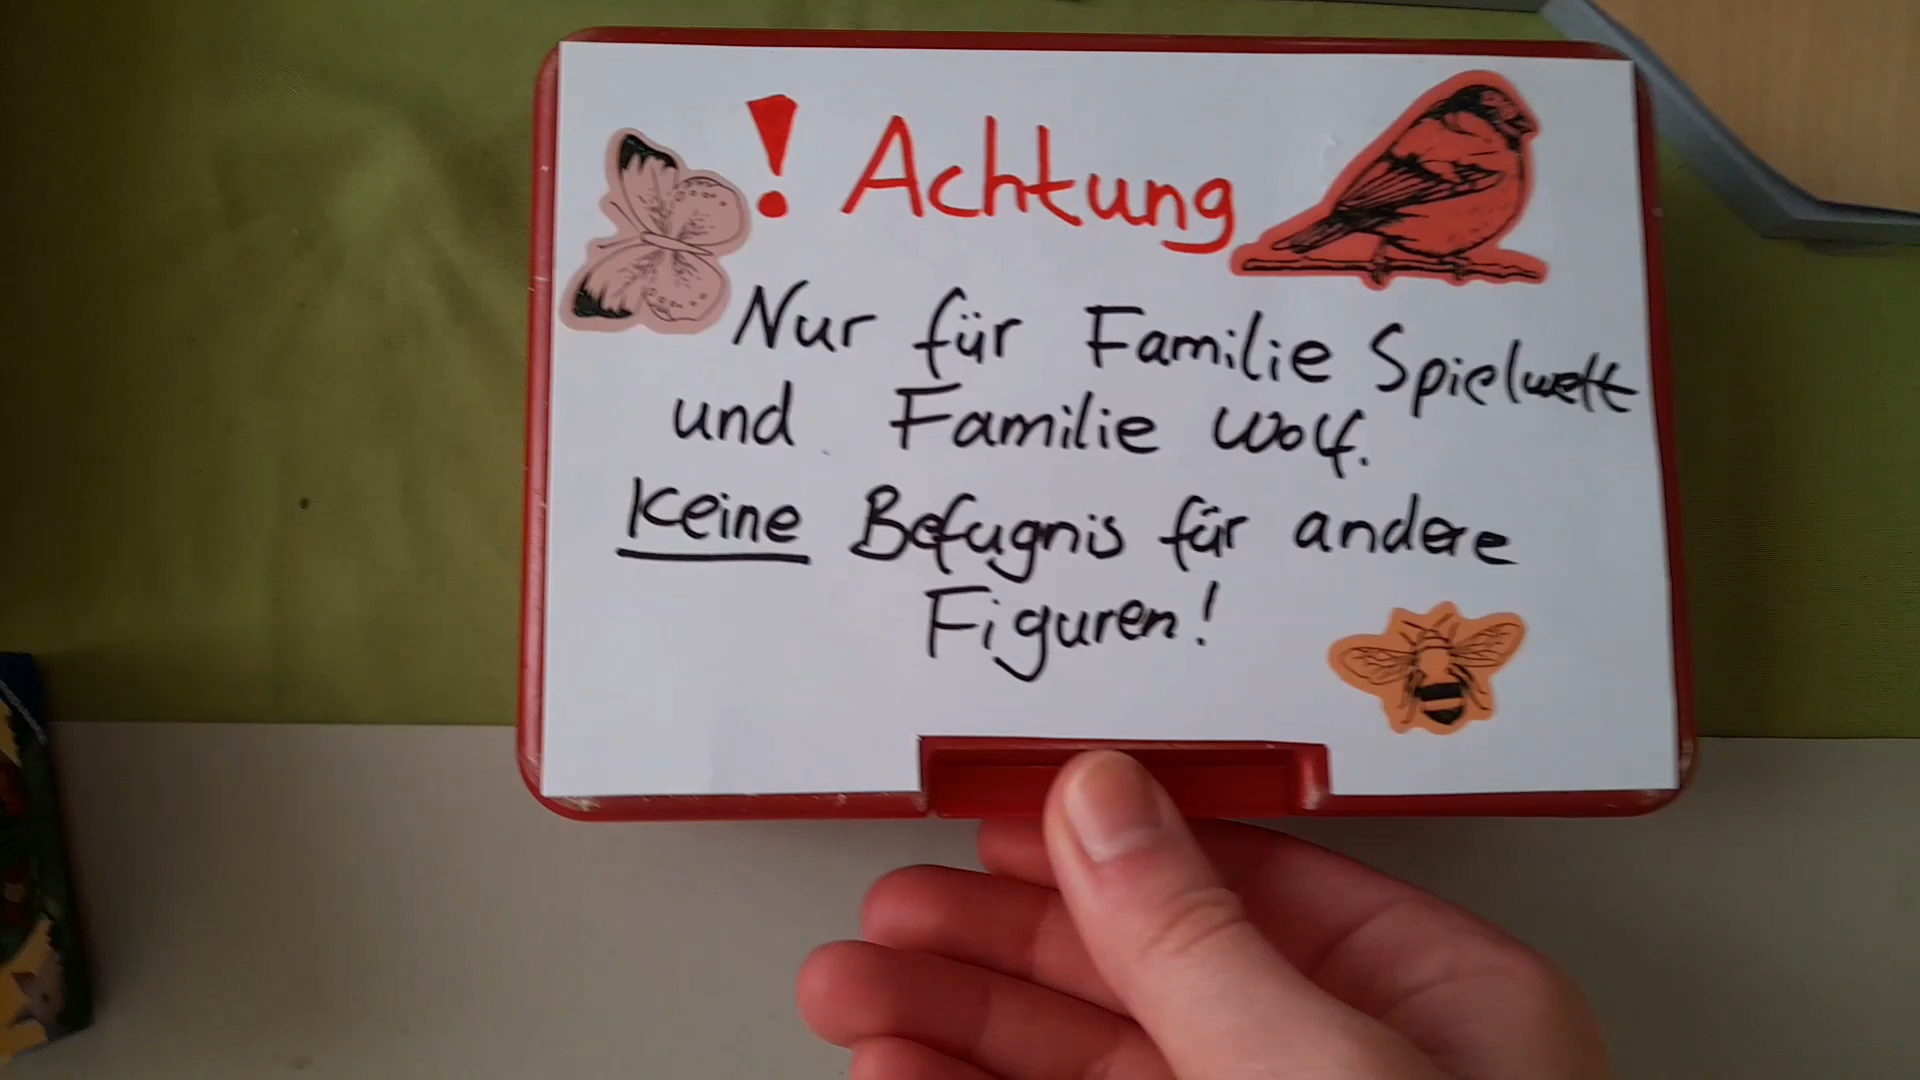 ! Achtung
Nur für Familie Spielwelt
und Familie Wolf.
Keine Befugnis für andere
Figuren!